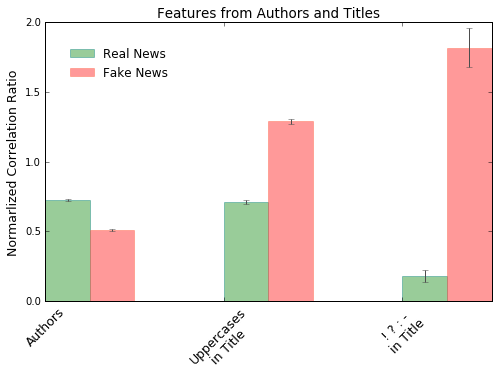 Features from Authors and Titles
Normarlized Correlation Ratio
2.0
1.5
1.0
0.5
0.0
Real News
Fake News
Authors
Uppercases
in Title
! ? : -
in Title